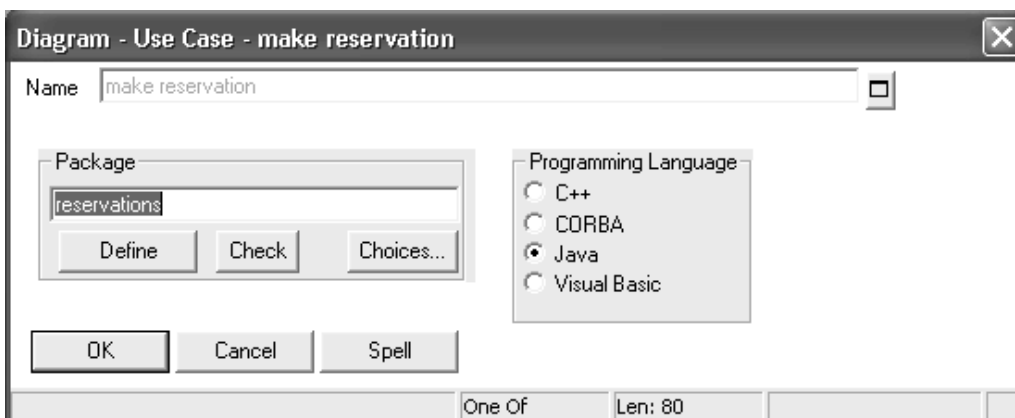 Diagram - Use Case - make reservation
Name make reservation
Package
reservations
Define Check Choices...
Programming Language
C++
CORBA
Java
Visual Basic
OK Cancel Spell
One Of Len: 80